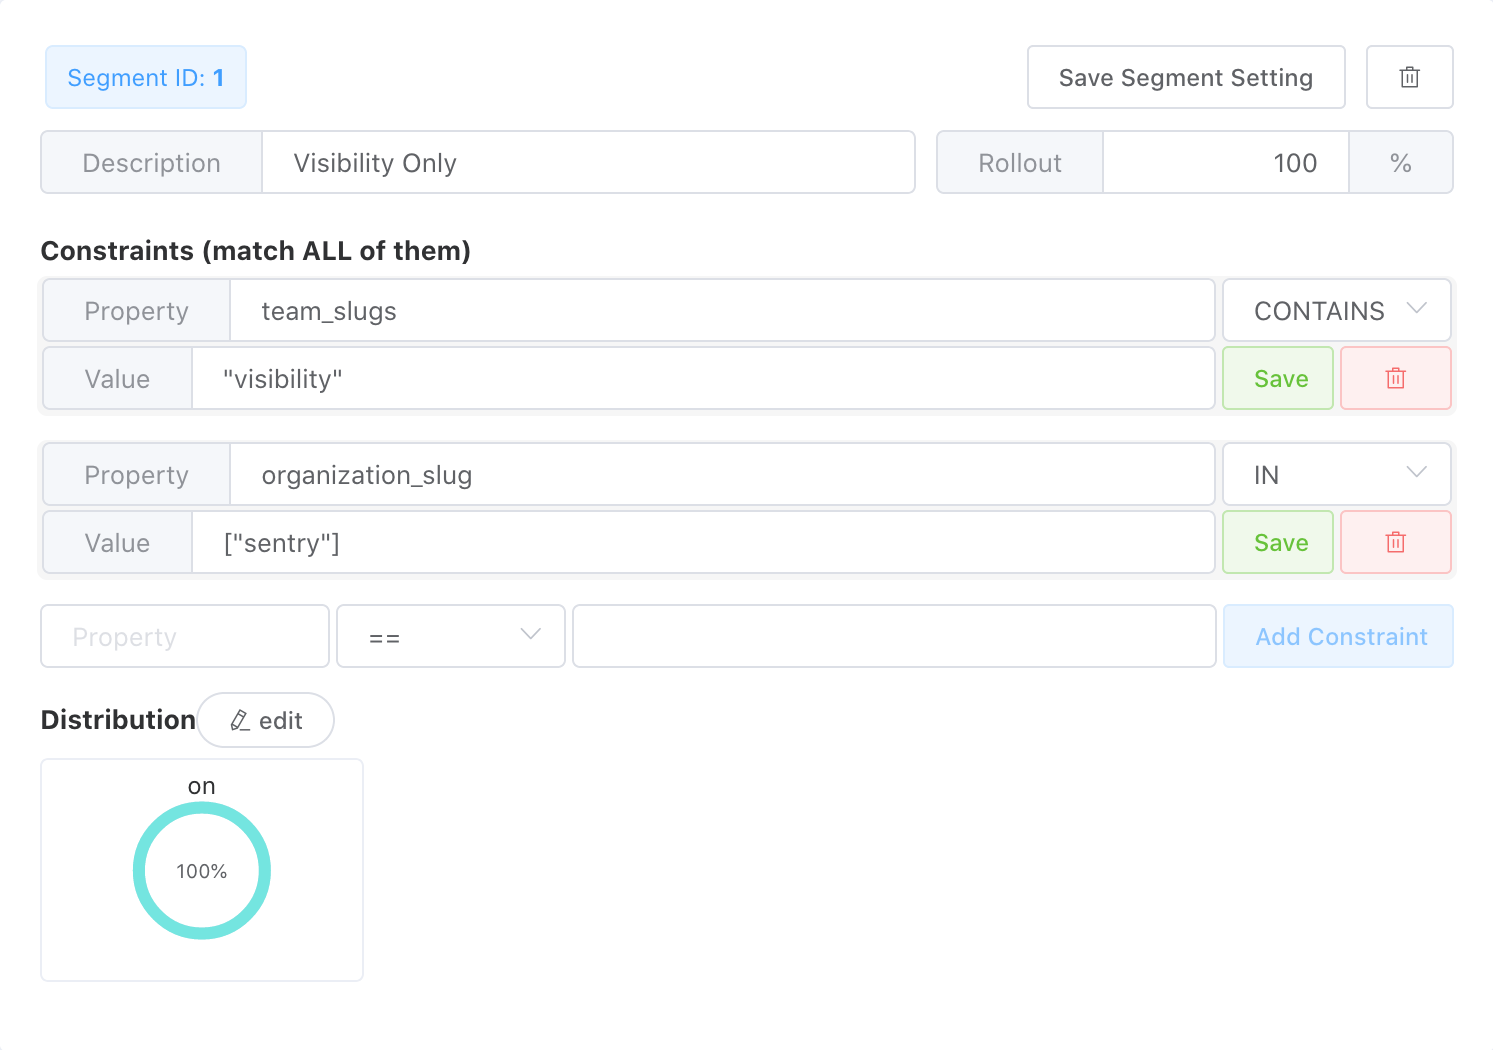 Segment ID: 1
Save Segment Setting
Description Visibility Only
Rollout 100 %
Constraints (match ALL of them)
Property team_slugs CONTAINS
Value "visibility" Save
Property organization_slug IN
Value ["sentry"] Save
Property == Add Constraint
Distribution edit
on
100%